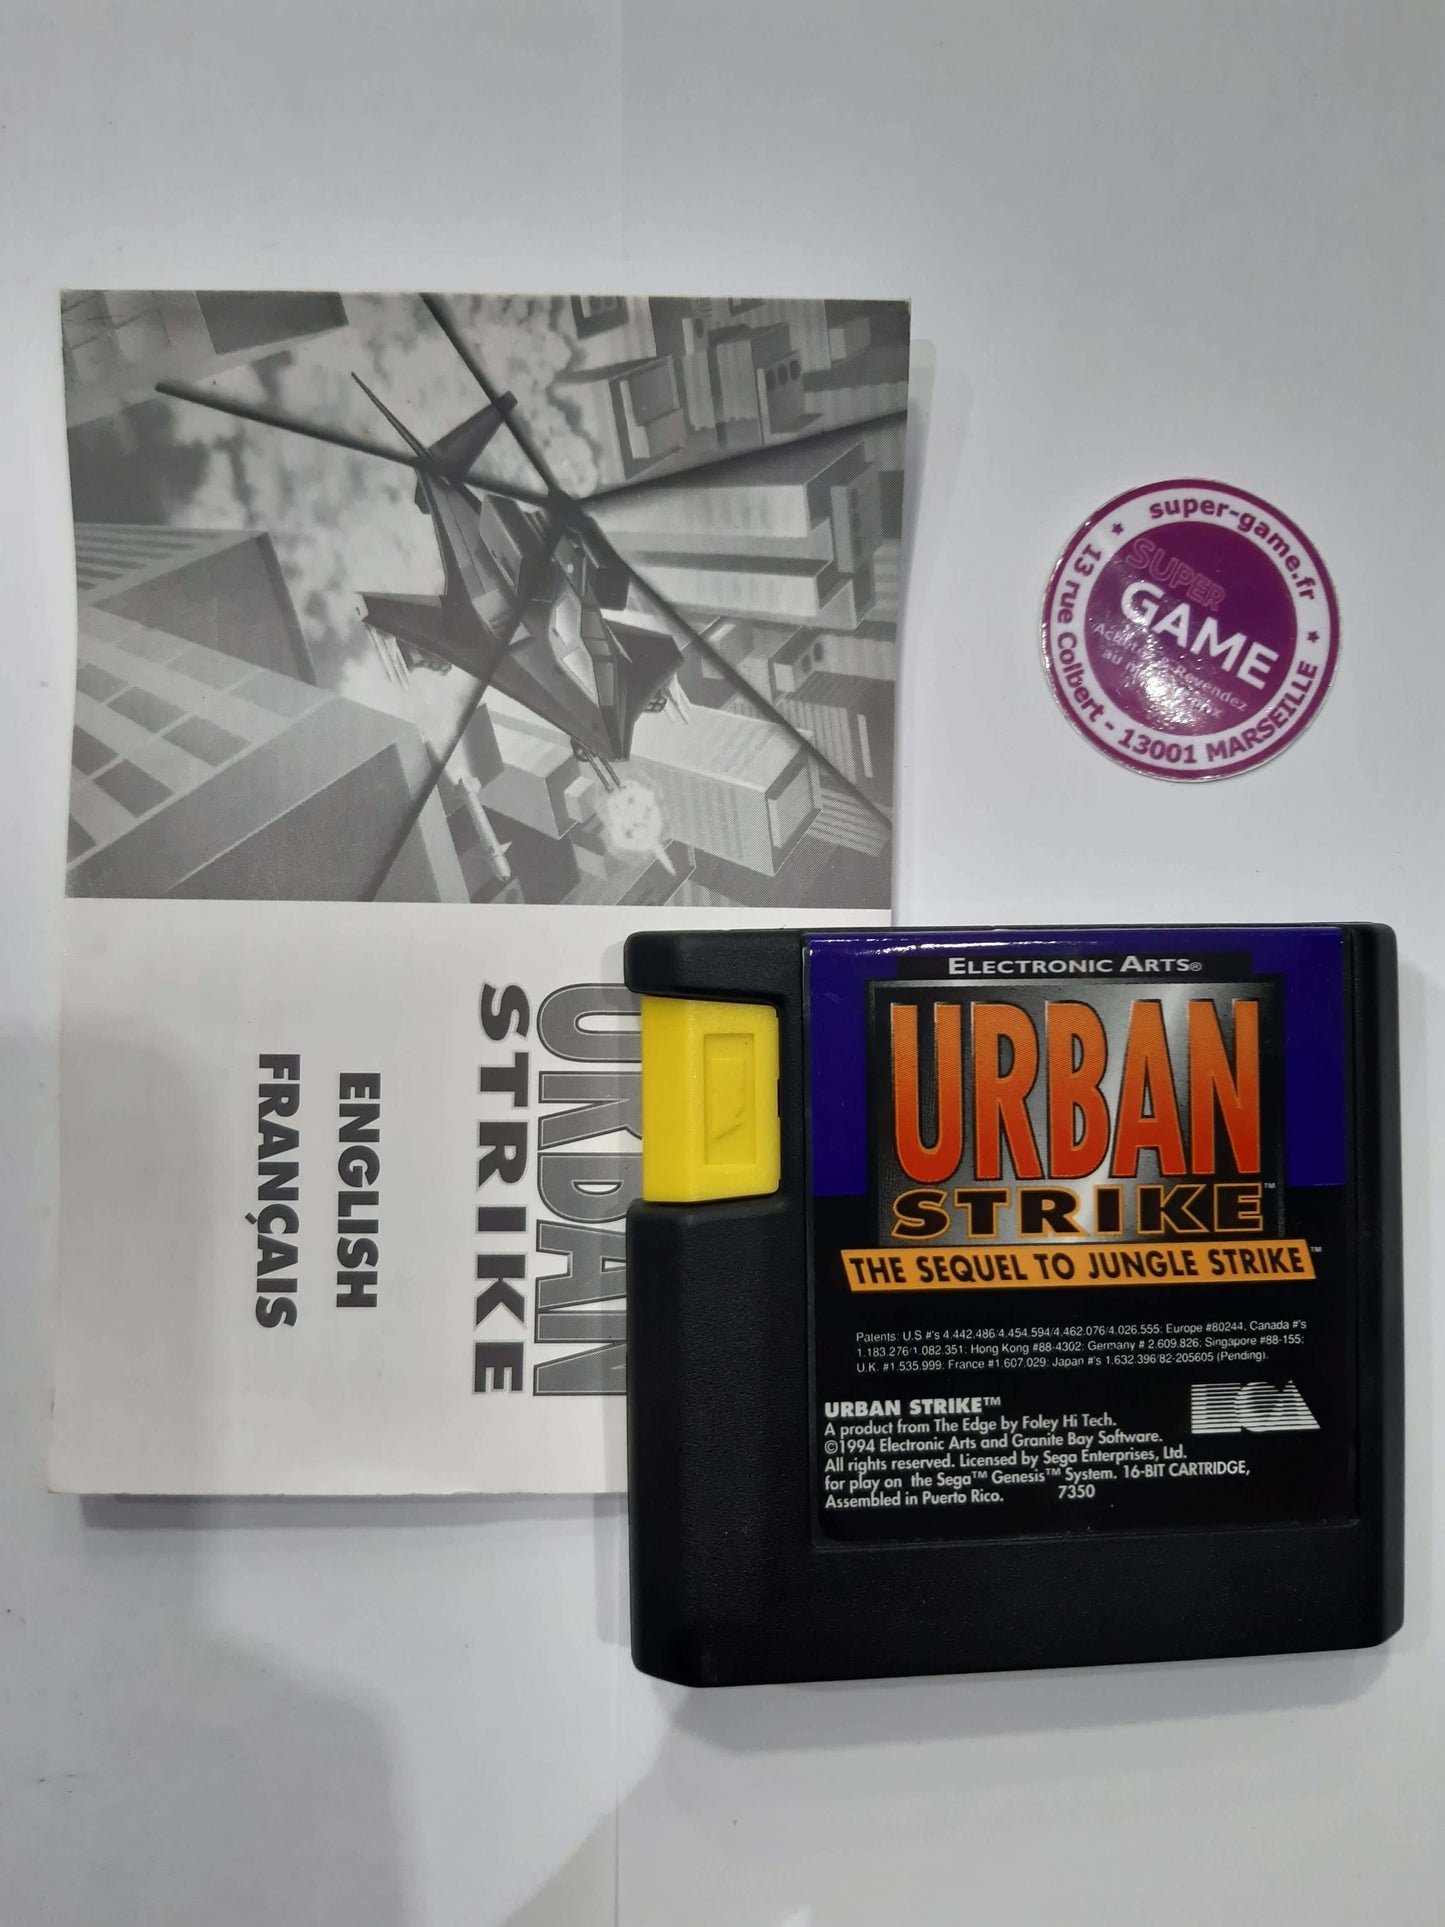 super-game.fr
SUPER
GAME
13 rue Colbert - 13001 MARSEILLE
URBAN
STRIKE
ENGLISH
FRANÇAIS
ELECTRONIC ARTS®
URBAN
STRIKE™
THE SEQUEL TO JUNGLE STRIKE™
Patents: U.S #'s 4.442.486/4.454.594/4.462.076/4.026.555; Europe #80244, Canada #'s
1.183.276/1.082.351; Hong Kong #88-4302; Germany # 2.609.826; Singapore #88-155;
U.K. #1.535.999; France #1.607.029; Japan #'s 1.632.396/82-205605 (Pending).
URBAN STRIKE™
A product from The Edge by Foley Hi Tech.
©1994 Electronic Arts and Granite Bay Software.
All rights reserved. Licensed by Sega Enterprises, Ltd.
for play on the Sega™ Genesis™ System. 16-BIT CARTRIDGE,
Assembled in Puerto Rico. 7350
EA